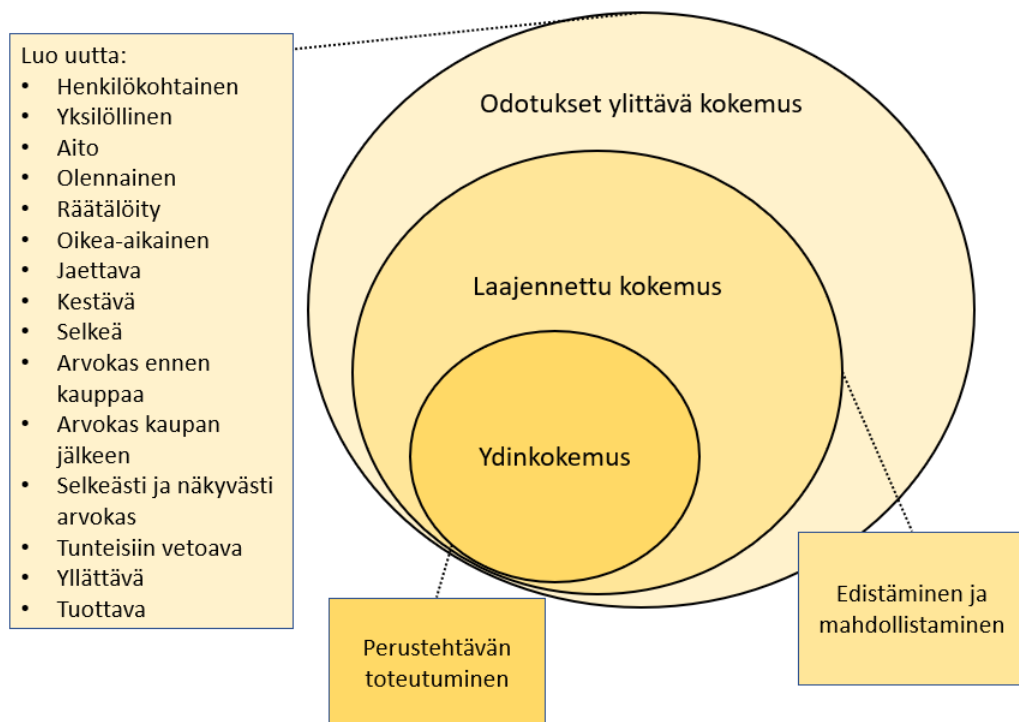 Luo uutta:
• Henkilökohtainen
• Yksilöllinen
• Aito
• Olennainen
• Räätälöity
• Oikea-aikainen
• Jaettava
• Kestävä
• Selkeä
• Arvokas ennen
kauppaa
• Arvokas kaupan
jälkeen
• Selkeästi ja näkyvästi
arvokas
• Tunteisiin vetoava
• Yllättävä
• Tuottava
Odotukset ylittävä kokemus
Laajennettu kokemus
Ydinkokemus
Perustehtävän
toteutuminen
Edistäminen ja
mahdollistaminen